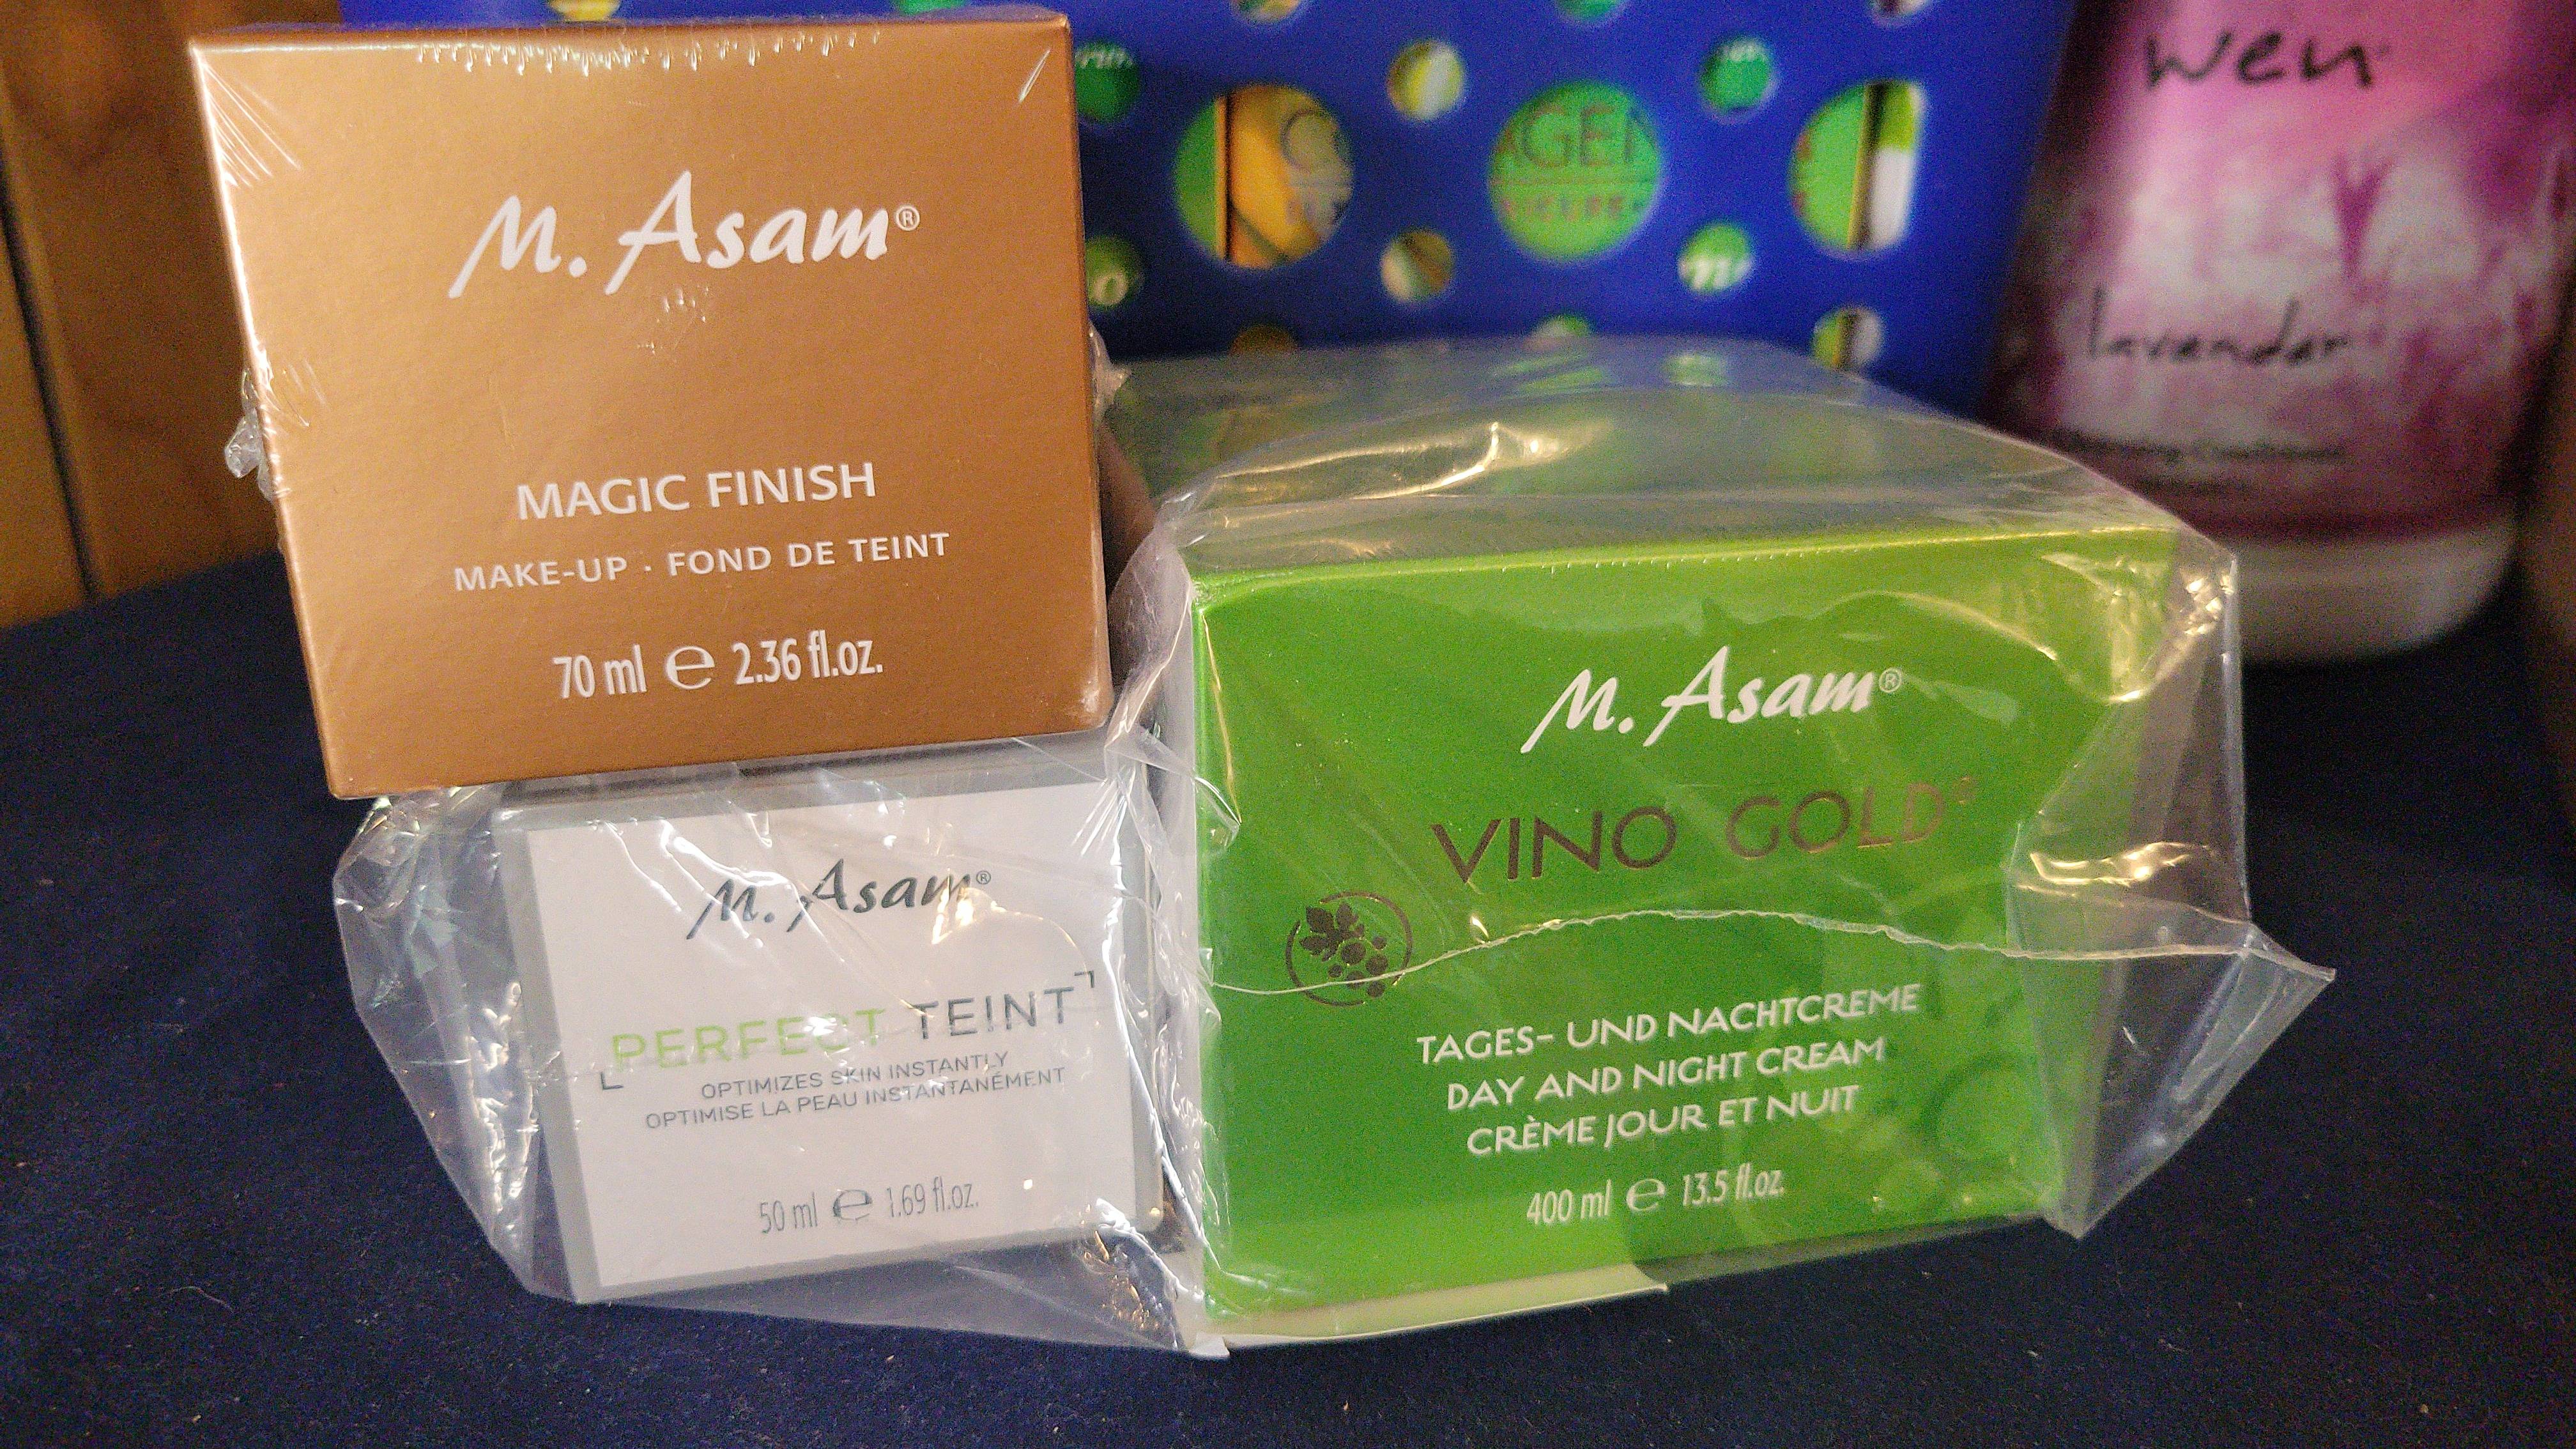 M. Asam®
MAGIC FINISH
MAKE-UP · FOND DE TEINT
70 ml ℮ 2.36 fl.oz.
M. Asam®
PERFECT TEINT
OPTIMIZES SKIN INSTANTLY
OPTIMISE LA PEAU INSTANTANÉMENT
50 ml ℮ 1.69 fl.oz.
M. Asam®
VINO GOLD®
TAGES- UND NACHTCREME
DAY AND NIGHT CREAM
CRÈME JOUR ET NUIT
400 ml ℮ 13.5 fl.oz.
wen
lavender